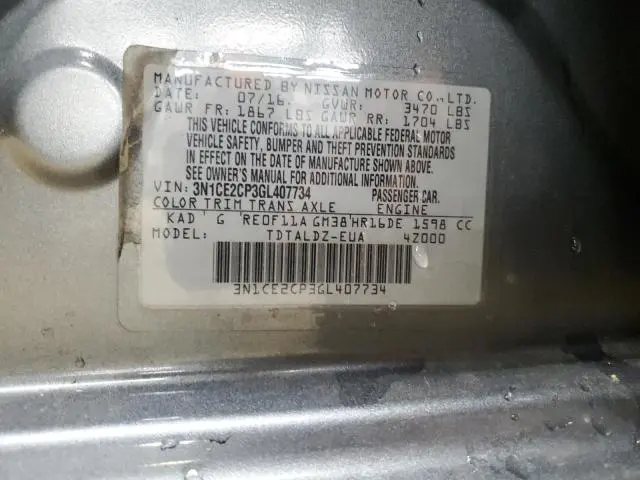 MANUFACTURED BY NISSAN MOTOR CO.,LTD.
DATE: 07/16. GVWR: 3470 LBS
GAWR FR: 1867 LBS GAWR RR: 1704 LBS
THIS VEHICLE CONFORMS TO ALL APPLICABLE FEDERAL MOTOR
VEHICLE SAFETY, BUMPER AND THEFT PREVENTION STANDARDS
IN EFFECT ON THE DATE OF MANUFACTURE SHOWN ABOVE.
SEE OWNER'S MANUAL FOR ADDITIONAL INFORMATION.
VIN: 3N1CE2CP3GL407734 PASSENGER CAR.
COLOR TRIM TRANS AXLE ENGINE
KAD G RE0F11A GM38 HR16DE 1598 CC
MODEL: TDTALDZ-EUA 42000
3N1CE2CP3GL407734